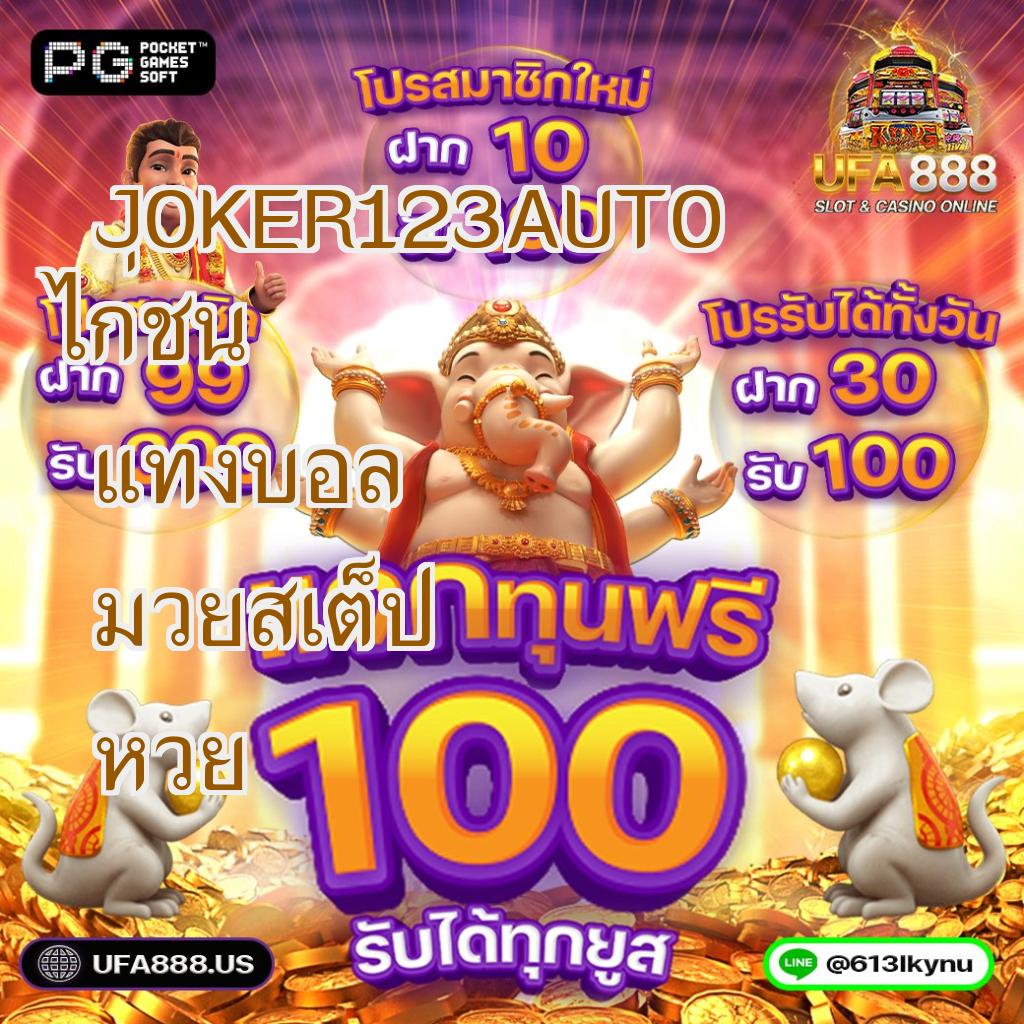 PG POCKET GAMES SOFT™
โปรสมาชิกใหม่
ฝาก 10
UFA888
SLOT & CASINO ONLINE
JOKER123AUTO
ไก่ชน
ฝาก 99
รับ
โปรรับได้ทั้งวัน
ฝาก 30
รับ 100
แทงบอล
มวยสเต็ป
ทุนฟรี
หวย
100
รับได้ทุกยูส
UFA888.US
LINE @613lkynu